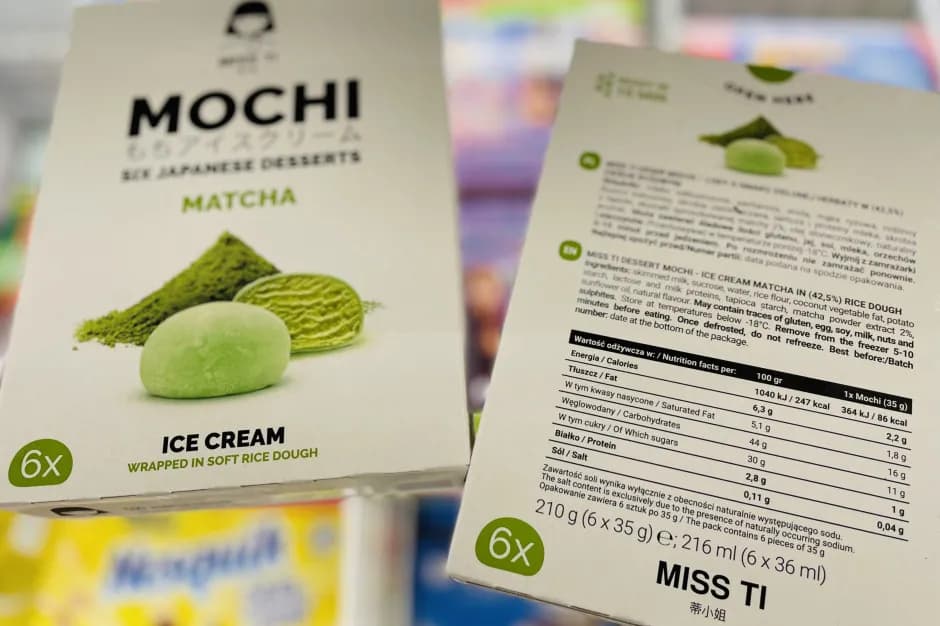 MISS TI
MOCHI
もちアイスクリーム
SIX JAPANESE DESSERTS
MATCHA
ICE CREAM
WRAPPED IN SOFT RICE DOUGH
6x
Nesquik
OPEN HERE
PL
EN
MISS TI DESSERT MOCHI - ICE CREAM MATCHA IN (42,5%) RICE DOUGH
Ingredients: skimmed milk, sucrose, water, rice flour, coconut vegetable fat, potato
starch, lactose and milk proteins, tapioca starch, matcha powder extract 2%,
sunflower oil, natural flavour. May contain traces of gluten, egg, soy, milk, nuts and
sulphites. Store at temperatures below -18°C. Remove from the freezer 5-10
minutes before eating. Once defrosted, do not refreeze. Best before:/Batch
number: date at the bottom of the package.
Wartość odżywcza w: / Nutrition facts per: 100 gr 1x Mochi (35 g)
Energia / Calories 1040 kJ / 247 kcal 364 kJ / 86 kcal
Tłuszcz / Fat 6,3 g 2,2 g
W tym kwasy nasycone / Saturated Fat 5,1 g 1,8 g
Węglowodany / Carbohydrates 44 g 16 g
W tym cukry / Of Which sugars 30 g 11 g
Białko / Protein 2,8 g 1 g
Sól / Salt 0,11 g 0,04 g
Zawartość soli wynika wyłącznie z obecności naturalnie występującego sodu.
The salt content is exclusively due to the presence of naturally occurring sodium.
Opakowanie zawiera 6 sztuk po 35 g / The pack contains 6 pieces of 35 g
210 g (6 x 35 g) ℮; 216 ml (6 x 36 ml)
6x
MISS TI
蒂小姐